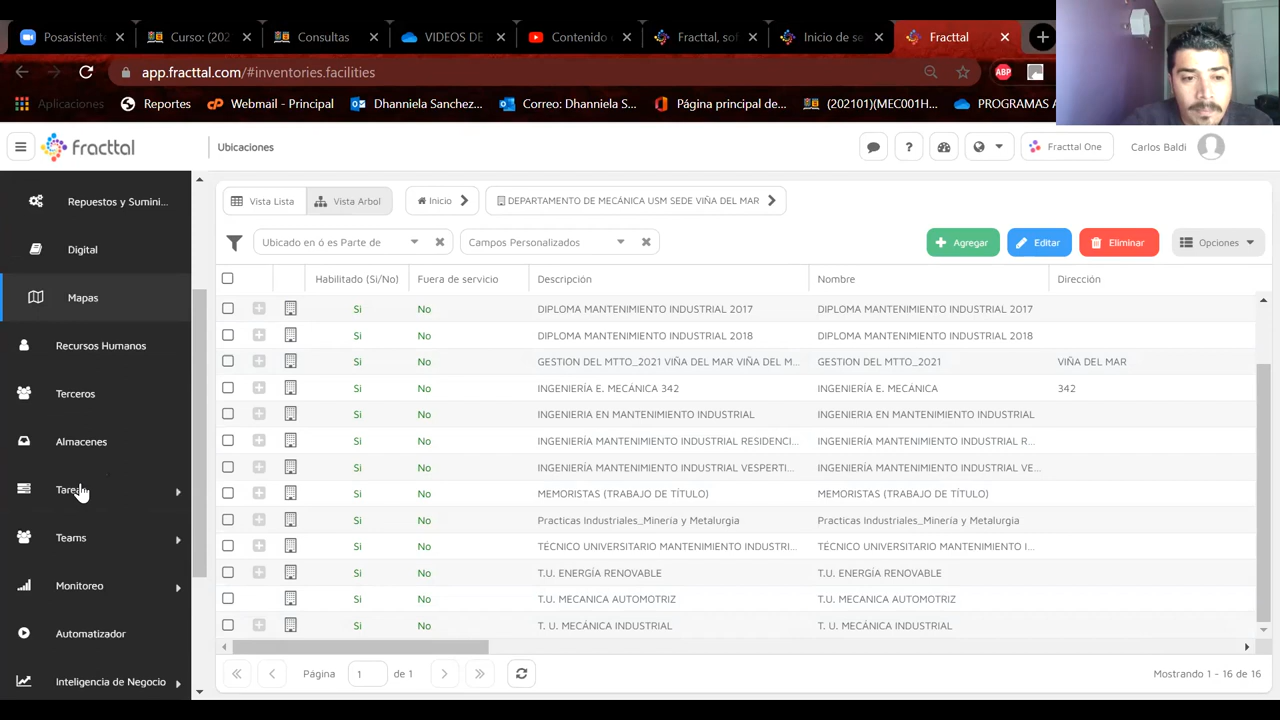 Posasistent
Curso: (202
Consultas
VIDEOS DE
Contenido
Fracttal, sof
Inicio de se
Fracttal
app.fracttal.com/#inventories.facilities
ABP
Aplicaciones
Reportes
Webmail - Principal
Dhanniela Sanchez...
Correo: Dhanniela S...
Página principal de...
(202101)(MEC001H...
PROGRAMAS A
fracttal
Ubicaciones
Fracttal One
Carlos Baldi
Repuestos y Sumini...
Digital
Mapas
Recursos Humanos
Terceros
Almacenes
Teams
Monitoreo
Automatizador
Inteligencia de Negocio
Vista Lista
Vista Arbol
Inicio
DEPARTAMENTO DE MECÁNICA USM SEDE VIÑA DEL MAR
Ubicado en ó es Parte de
Campos Personalizados
Agregar
Editar
Eliminar
Opciones
Habilitado (Si/No) Fuera de servicio Descripción Nombre Dirección
Si No DIPLOMA MANTENIMIENTO INDUSTRIAL 2017 DIPLOMA MANTENIMIENTO INDUSTRIAL 2017
Si No DIPLOMA MANTENIMIENTO INDUSTRIAL 2018 DIPLOMA MANTENIMIENTO INDUSTRIAL 2018
Si No GESTION DEL MTTO_2021 VIÑA DEL MAR VIÑA DEL M... GESTION DEL MTTO_2021 VIÑA DEL MAR
Si No INGENIERÍA E. MECÁNICA 342 INGENIERÍA E. MECÁNICA 342
Si No INGENIERIA EN MANTENIMIENTO INDUSTRIAL INGENIERIA EN MANTENIMIENTO INDUSTRIAL
Si No INGENIERÍA MANTENIMIENTO INDUSTRIAL RESIDENCI... INGENIERÍA MANTENIMIENTO INDUSTRIAL R...
Si No INGENIERÍA MANTENIMIENTO INDUSTRIAL VESPERTI... INGENIERÍA MANTENIMIENTO INDUSTRIAL VE...
Si No MEMORISTAS (TRABAJO DE TÍTULO) MEMORISTAS (TRABAJO DE TÍTULO)
Si No Practicas Industriales_Minería y Metalurgia Practicas Industriales_Minería y Metalurgia
Si No TÉCNICO UNIVERSITARIO MANTENIMIENTO INDUSTRI... TÉCNICO UNIVERSITARIO MANTENIMIENTO I...
Si No T.U. ENERGÍA RENOVABLE T.U. ENERGÍA RENOVABLE
Si No T.U. MECANICA AUTOMOTRIZ T.U. MECANICA AUTOMOTRIZ
Si No T. U. MECÁNICA INDUSTRIAL T. U. MECÁNICA INDUSTRIAL
Página 1 de 1
Mostrando 1 - 16 de 16